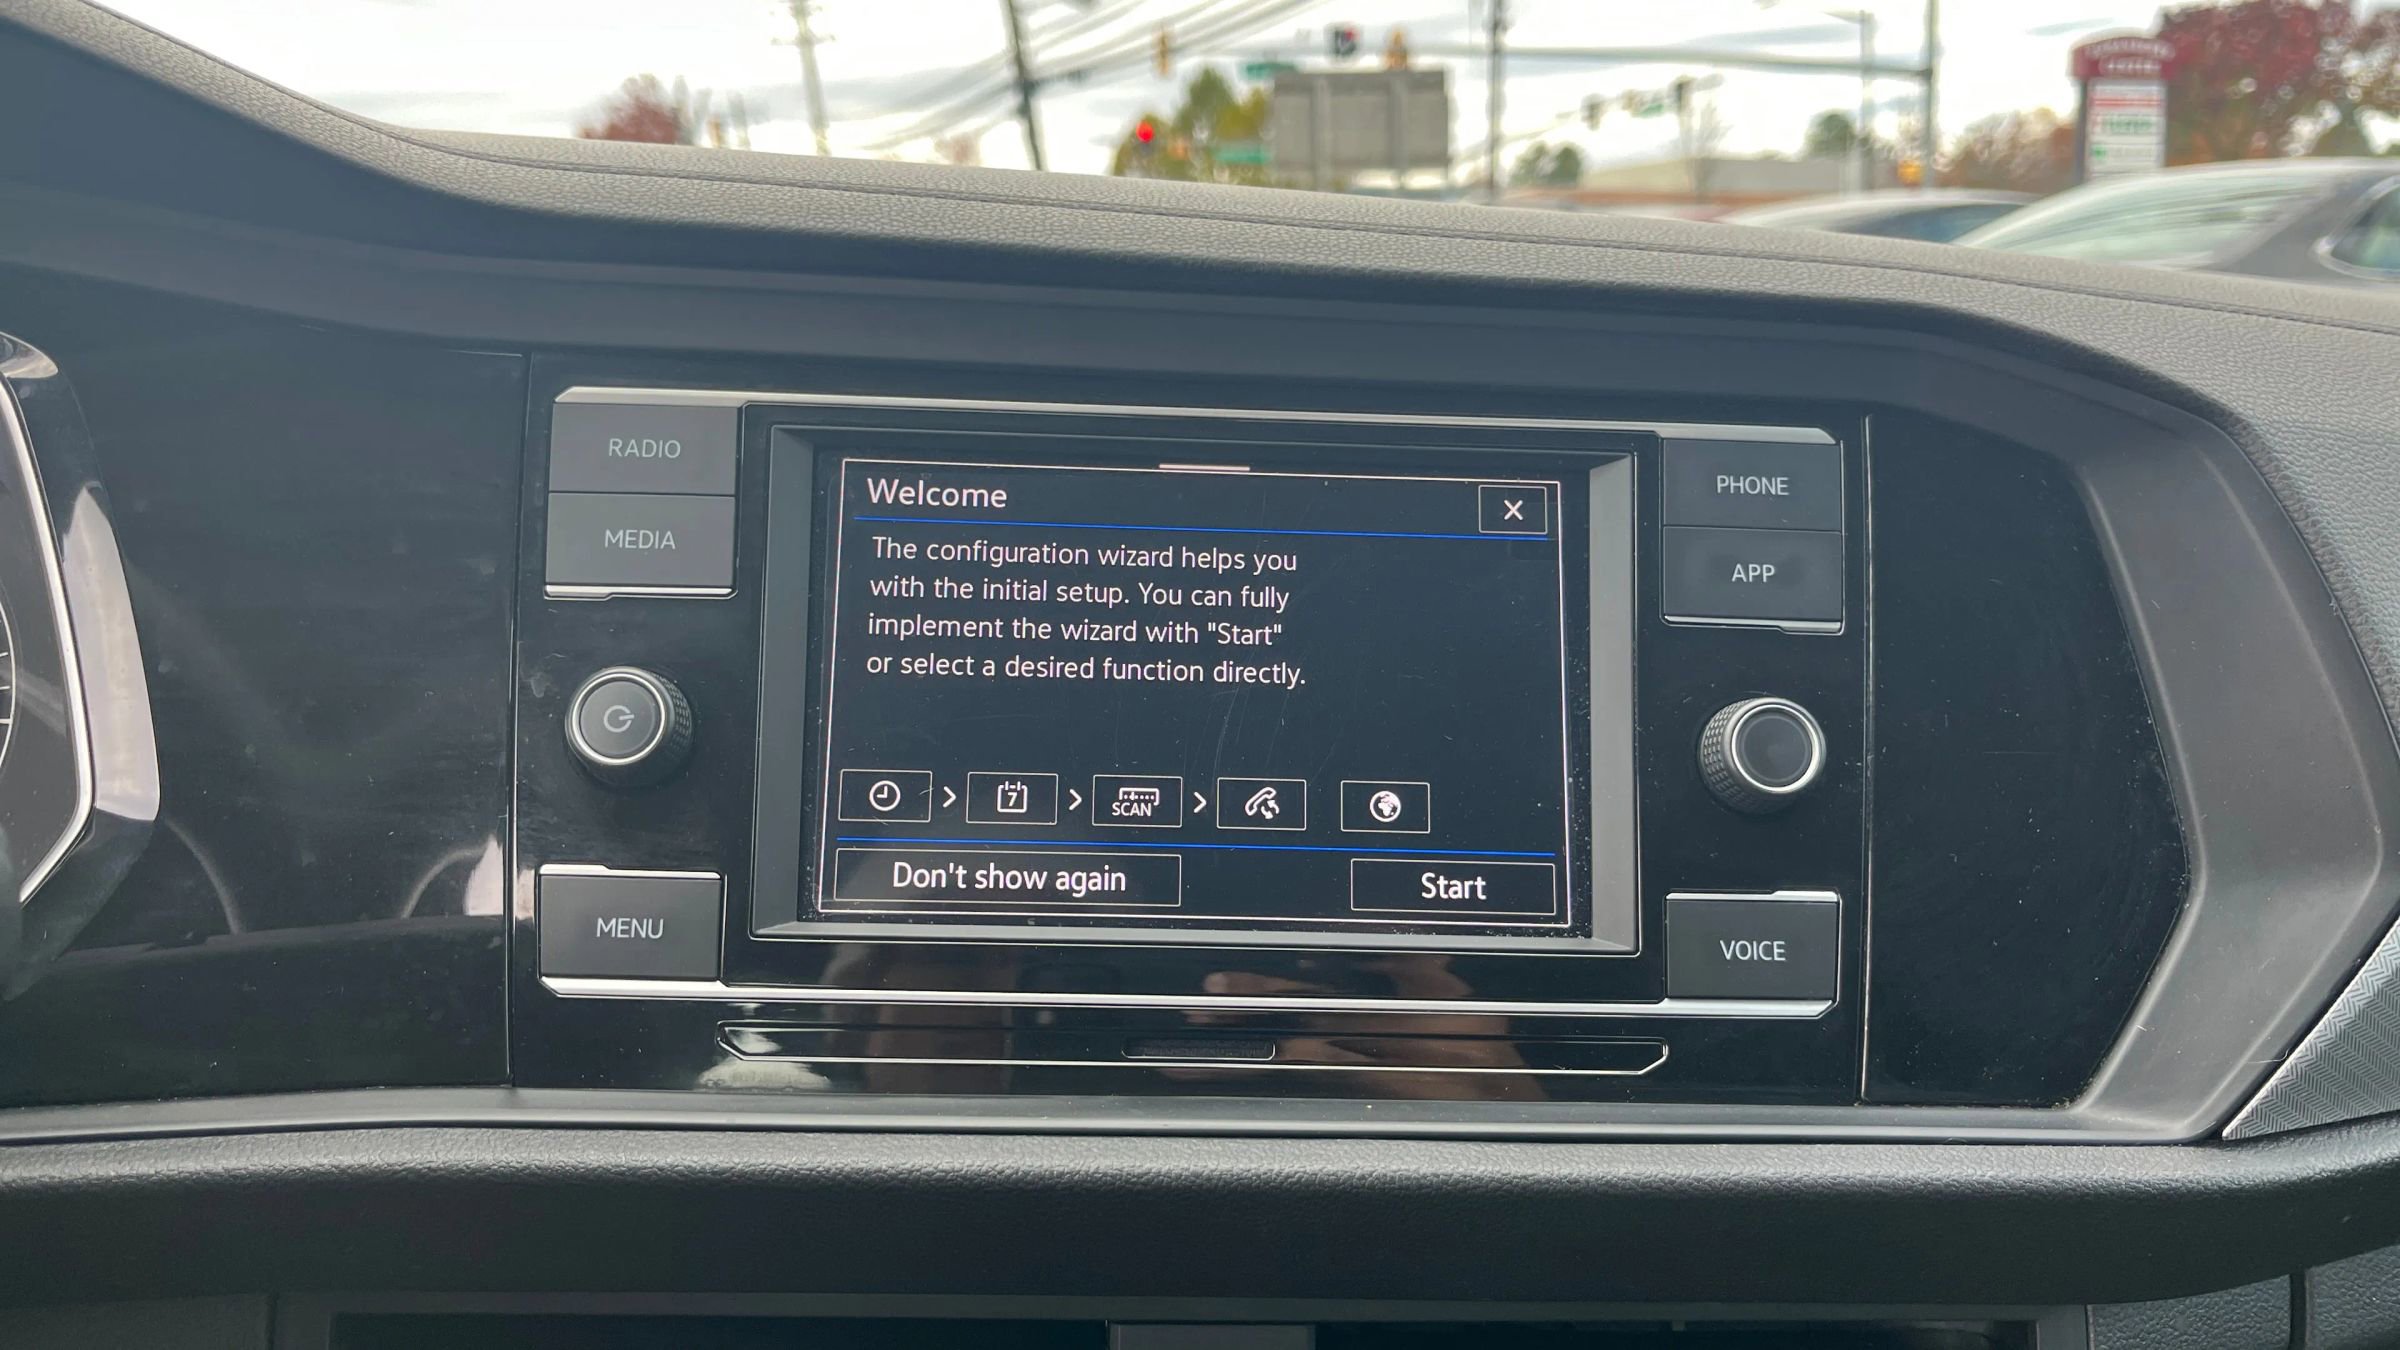 RADIO
MEDIA
MENU
Welcome
X
The configuration wizard helps you
with the initial setup. You can fully
implement the wizard with "Start"
or select a desired function directly.
7
SCAN
Don't show again
Start
PHONE
APP
VOICE